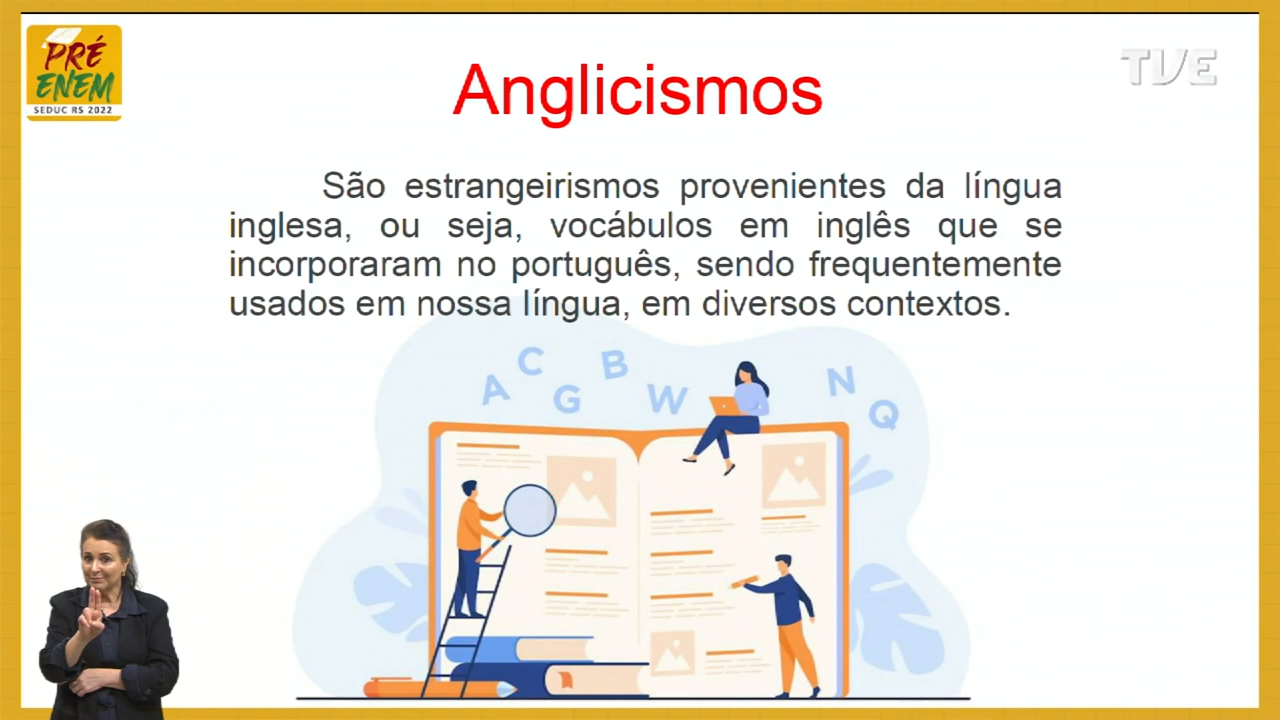 PRÉ
ENEM
SEDUC RS 2022
TVE
Anglicismos
São estrangeirismos provenientes da língua
inglesa, ou seja, vocábulos em inglês que se
incorporaram no português, sendo frequentemente
usados em nossa língua, em diversos contextos.
A C G B W N Q